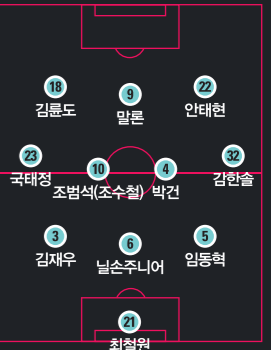 18 9 22
김륜도 말론 안태현
23 10 4 32
국태정 조범석(조수철) 박건 김한솔
3 6 5
김재우 닐손주니어 임동혁
21
최철원